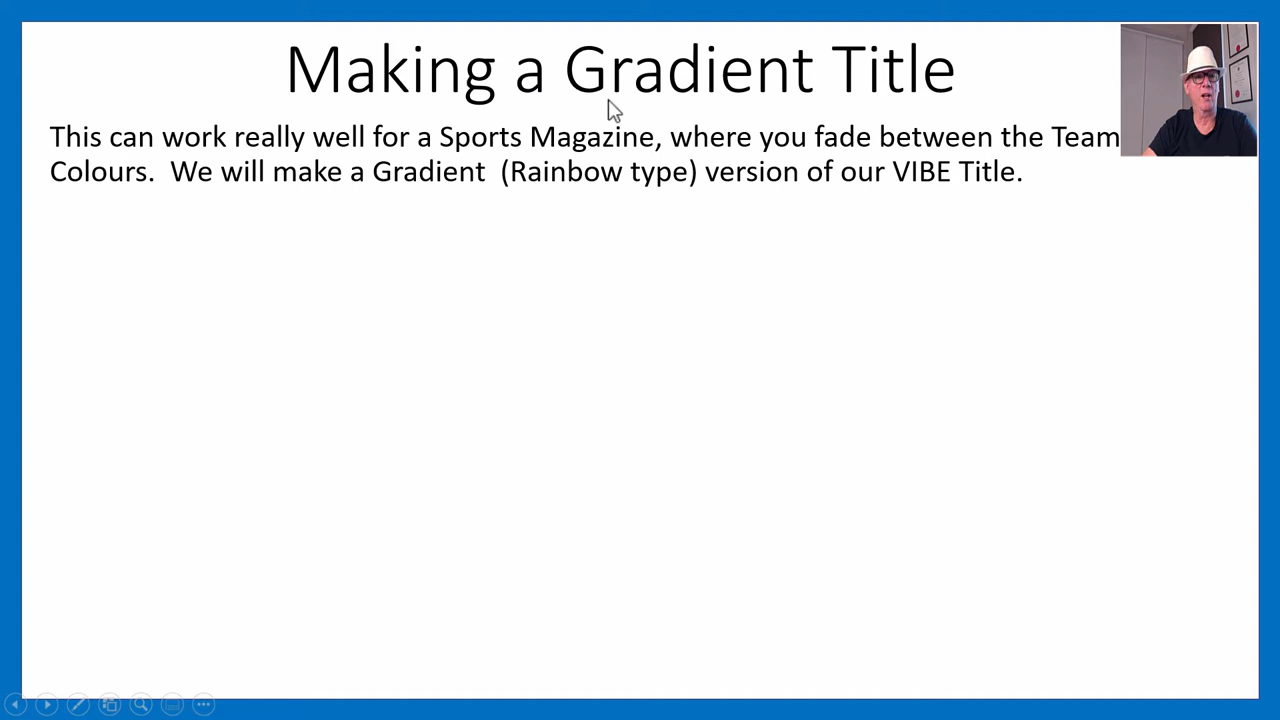 Making a Gradient Title
This can work really well for a Sports Magazine, where you fade between the Team
Colours.  We will make a Gradient  (Rainbow type) version of our VIBE Title.